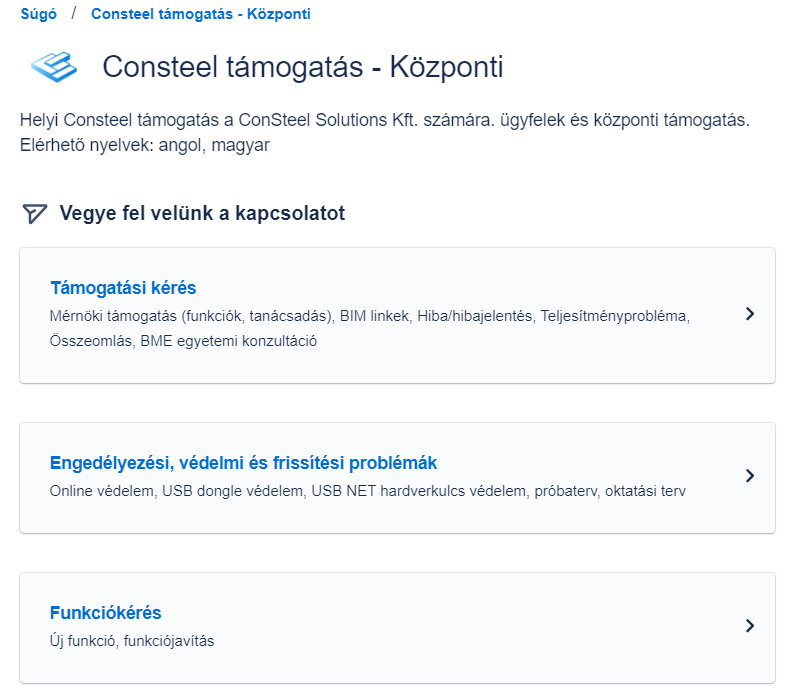 Súgó / Consteel támogatás - Központi
Consteel támogatás - Központi
Helyi Consteel támogatás a ConSteel Solutions Kft. számára. ügyfelek és központi támogatás.
Elérhető nyelvek: angol, magyar
Vegye fel velünk a kapcsolatot
Támogatási kérés
Mérnöki támogatás (funkciók, tanácsadás), BIM linkek, Hiba/hibajelentés, Teljesítményprobléma,
Összeomlás, BME egyetemi konzultáció
Engedélyezési, védelmi és frissítési problémák
Online védelem, USB dongle védelem, USB NET hardverkulcs védelem, próbaterv, oktatási terv
Funkciókérés
Új funkció, funkciójavítás